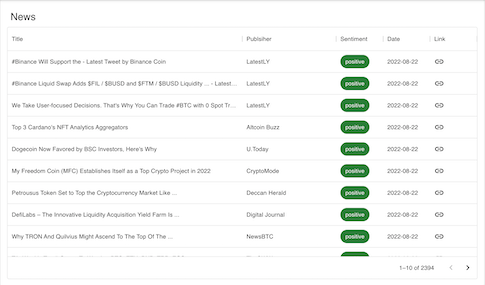 News
Title Publisher Sentiment Date Link
#Binance Will Support the - Latest Tweet by Binance Coin LatestLY positive 2022-08-22
#Binance Liquid Swap Adds $FIL / $BUSD and $FTM / $BUSD Liquidity ... - Latest... LatestLY positive 2022-08-22
We Take User-focused Decisions. That's Why You Can Trade #BTC with 0 Spot Tr... LatestLY positive 2022-08-22
Top 3 Cardano's NFT Analytics Aggregators Altcoin Buzz positive 2022-08-22
Dogecoin Now Favored by BSC Investors, Here's Why U.Today positive 2022-08-22
My Freedom Coin (MFC) Establishes Itself as a Top Crypto Project in 2022 CryptoMode positive 2022-08-22
Petrousus Token Set to Top the Cryptocurrency Market Like ... Deccan Herald positive 2022-08-22
DefiLabs – The Innovative Liquidity Acquisition Yield Farm Is ... Digital Journal positive 2022-08-22
Why TRON And Quilvius Might Ascend To The Top Of The ... NewsBTC positive 2022-08-22
1–10 of 2394